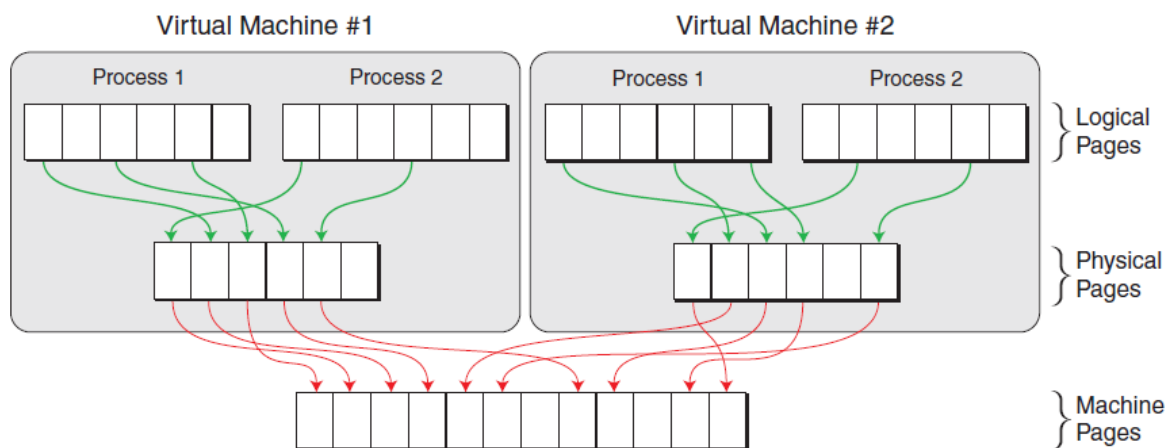 Virtual Machine #1
Virtual Machine #2
Process 1
Process 2
Process 1
Process 2
Logical
Pages
Physical
Pages
Machine
Pages